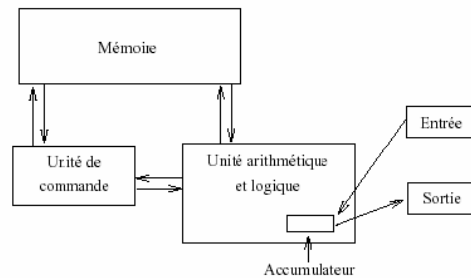 Mémoire
Unité de
commande
Unité arithmétique
et logique
Entrée
Sortie
Accumulateur